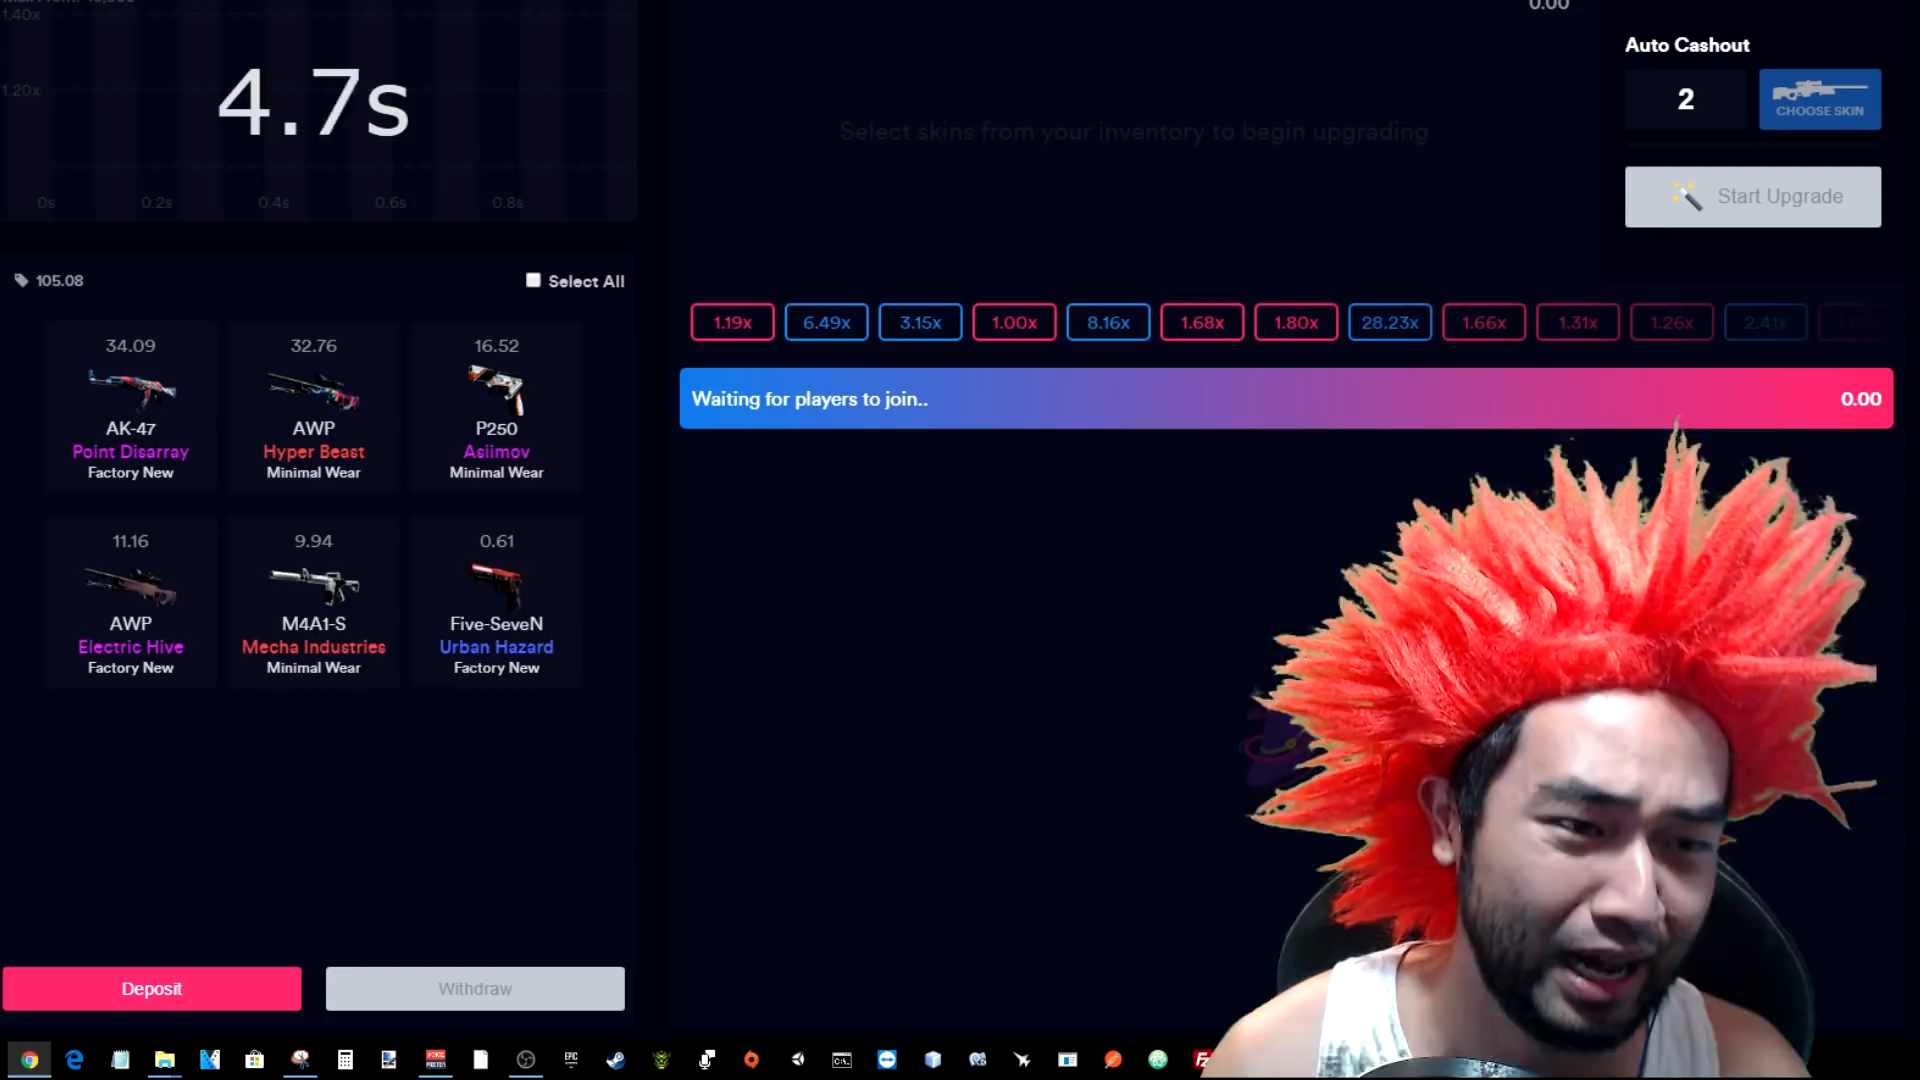 1.40x
0.00
1.20x
4.7s
0s 0.2s 0.4s 0.6s 0.8s
Select skins from your inventory to begin upgrading
Auto Cashout
2
CHOOSE SKIN
Start Upgrade
105.08
Select All
34.09
AK-47
Point Disarray
Factory New
32.76
AWP
Hyper Beast
Minimal Wear
16.52
P250
Asiimov
Minimal Wear
11.16
AWP
Electric Hive
Factory New
9.94
M4A1-S
Mecha Industries
Minimal Wear
0.61
Five-SeveN
Urban Hazard
Factory New
Deposit
Withdraw
1.19x 6.49x 3.15x 1.00x 8.16x 1.68x 1.80x 28.23x 1.66x 1.31x 1.26x 2.41x
Waiting for players to join..
0.00
EPIC